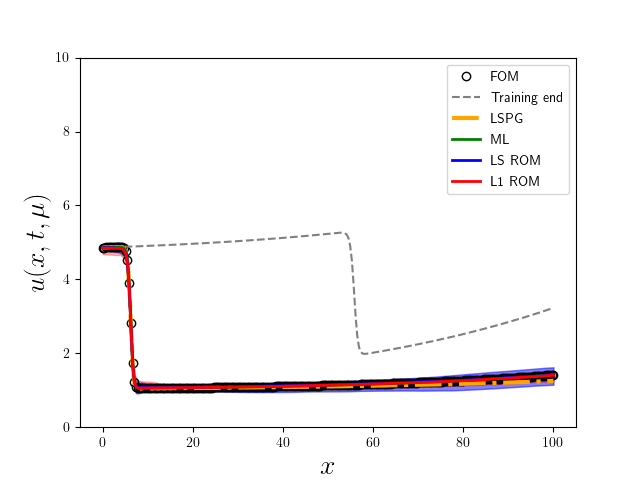 10
8
6
4
2
0
u(x, t, μ)
FOM
Training end
LSPG
ML
LS ROM
L1 ROM
0 20 40 60 80 100
x